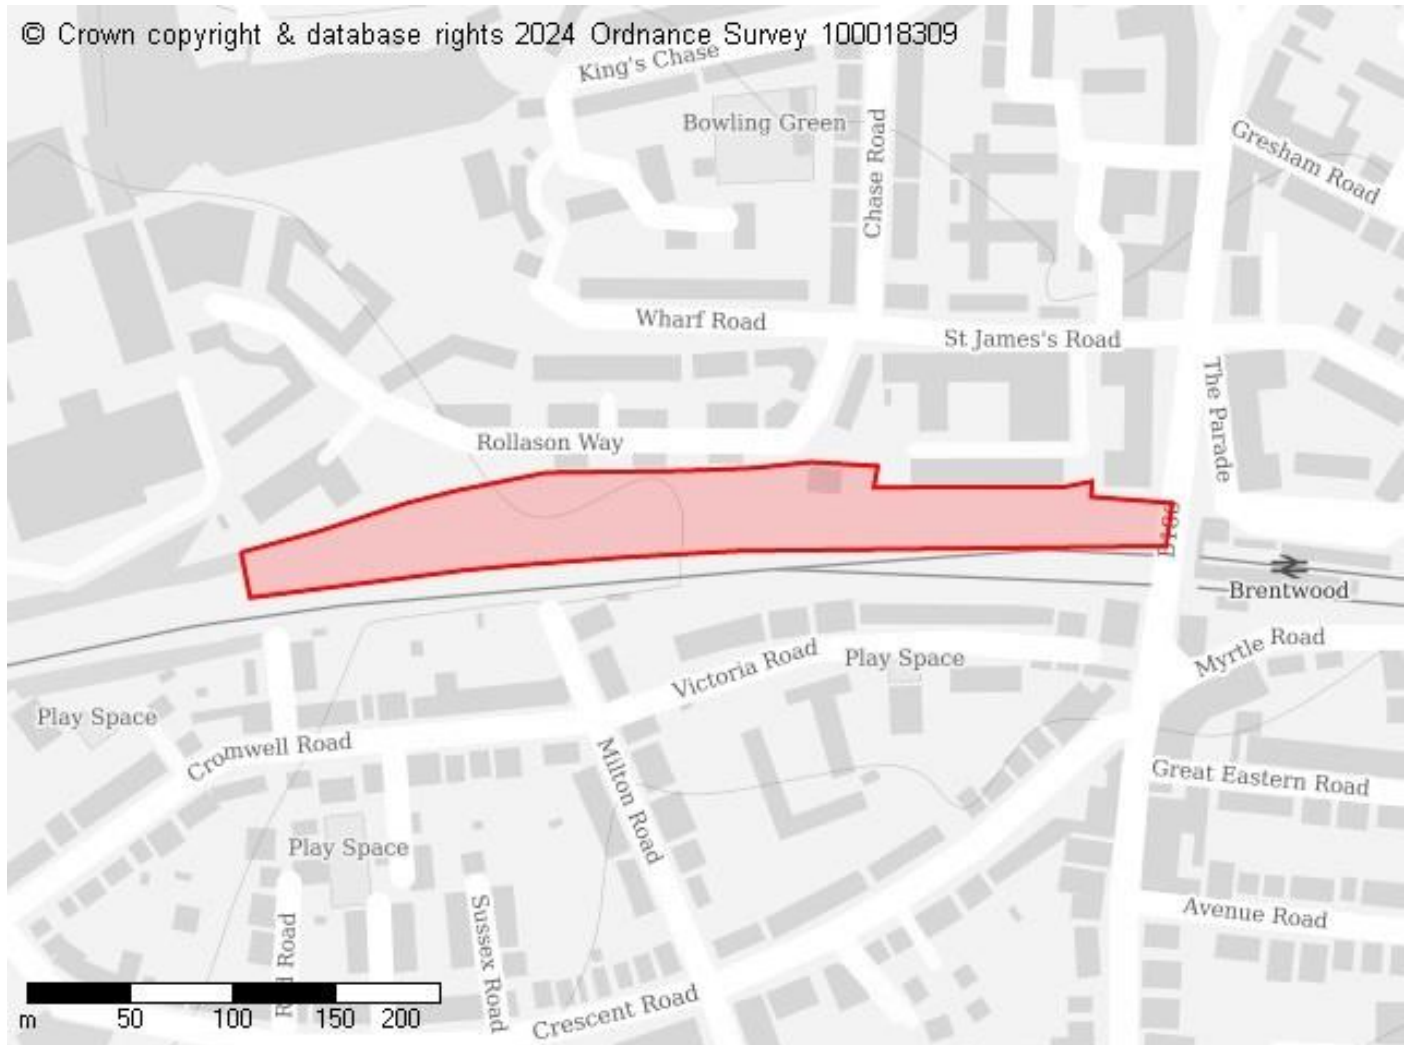 © Crown copyright & database rights 2024 Ordnance Survey 100018309
King's Chase
Bowling Green
Chase Road
Gresham Road
Wharf Road
St James's Road
The Parade
Rollason Way
Brentwood
Myrtle Road
Victoria Road
Play Space
Play Space
Cromwell Road
Milton Road
Great Eastern Road
Play Space
Avenue Road
Sussex Road
Road
Crescent Road
m 50 100 150 200